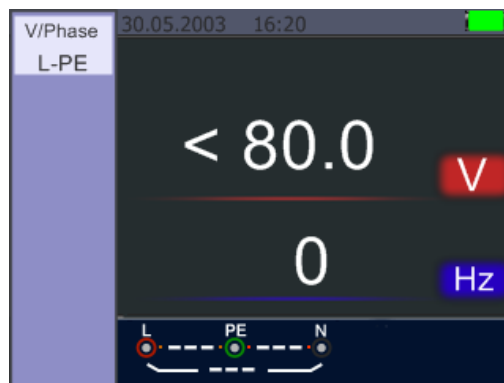 V/Phase
L-PE
30.05.2003 16:20
< 80.0
V
0
Hz
L PE N
--- ---
---